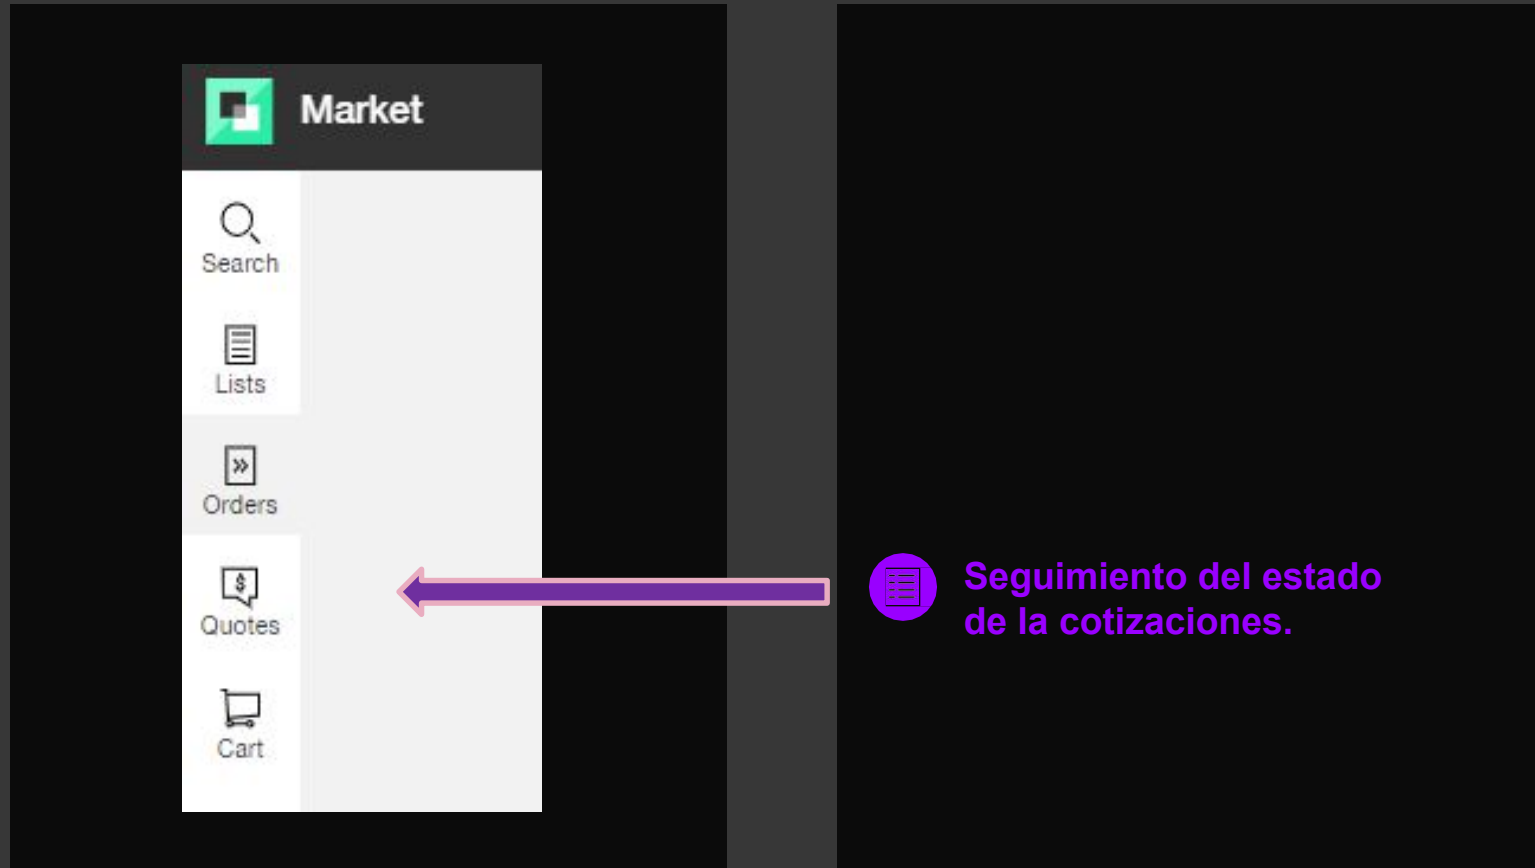 Market
Search
Lists
Orders
Quotes
Cart
Seguimiento del estado
de la cotizaciones.